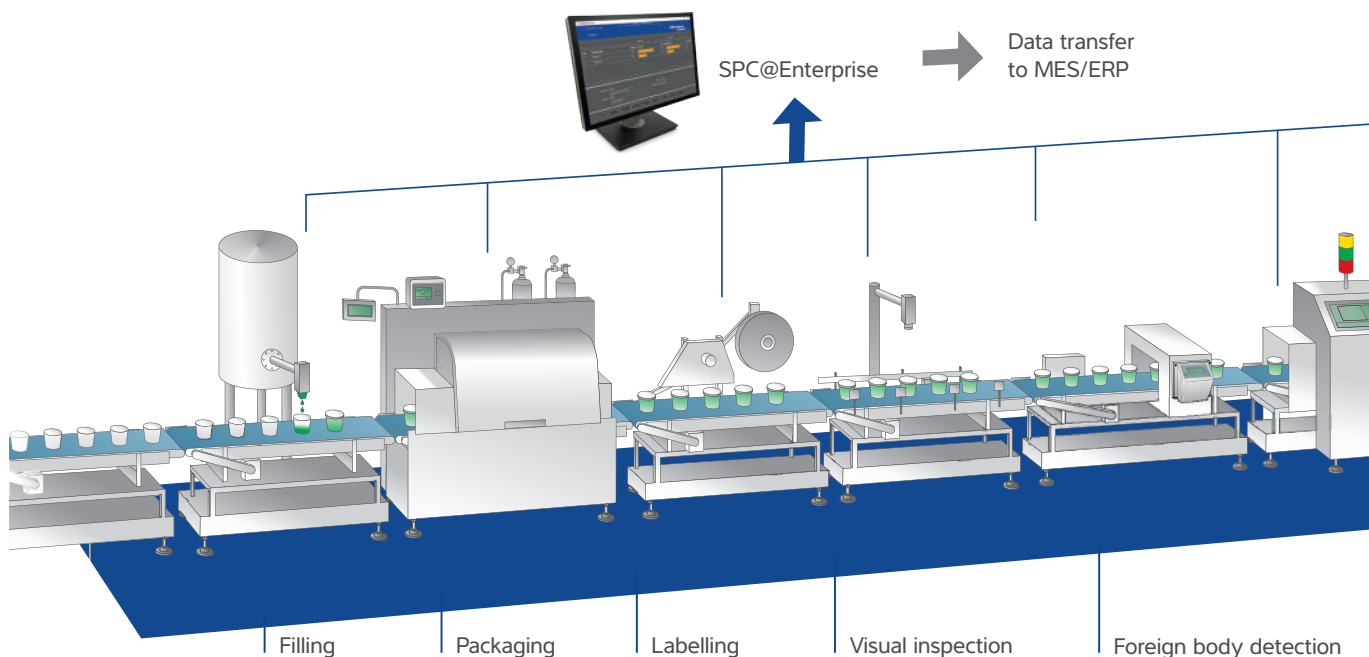 SPC@Enterprise
Data transfer
to MES/ERP
Filling
Packaging
Labelling
Visual inspection
Foreign body detection